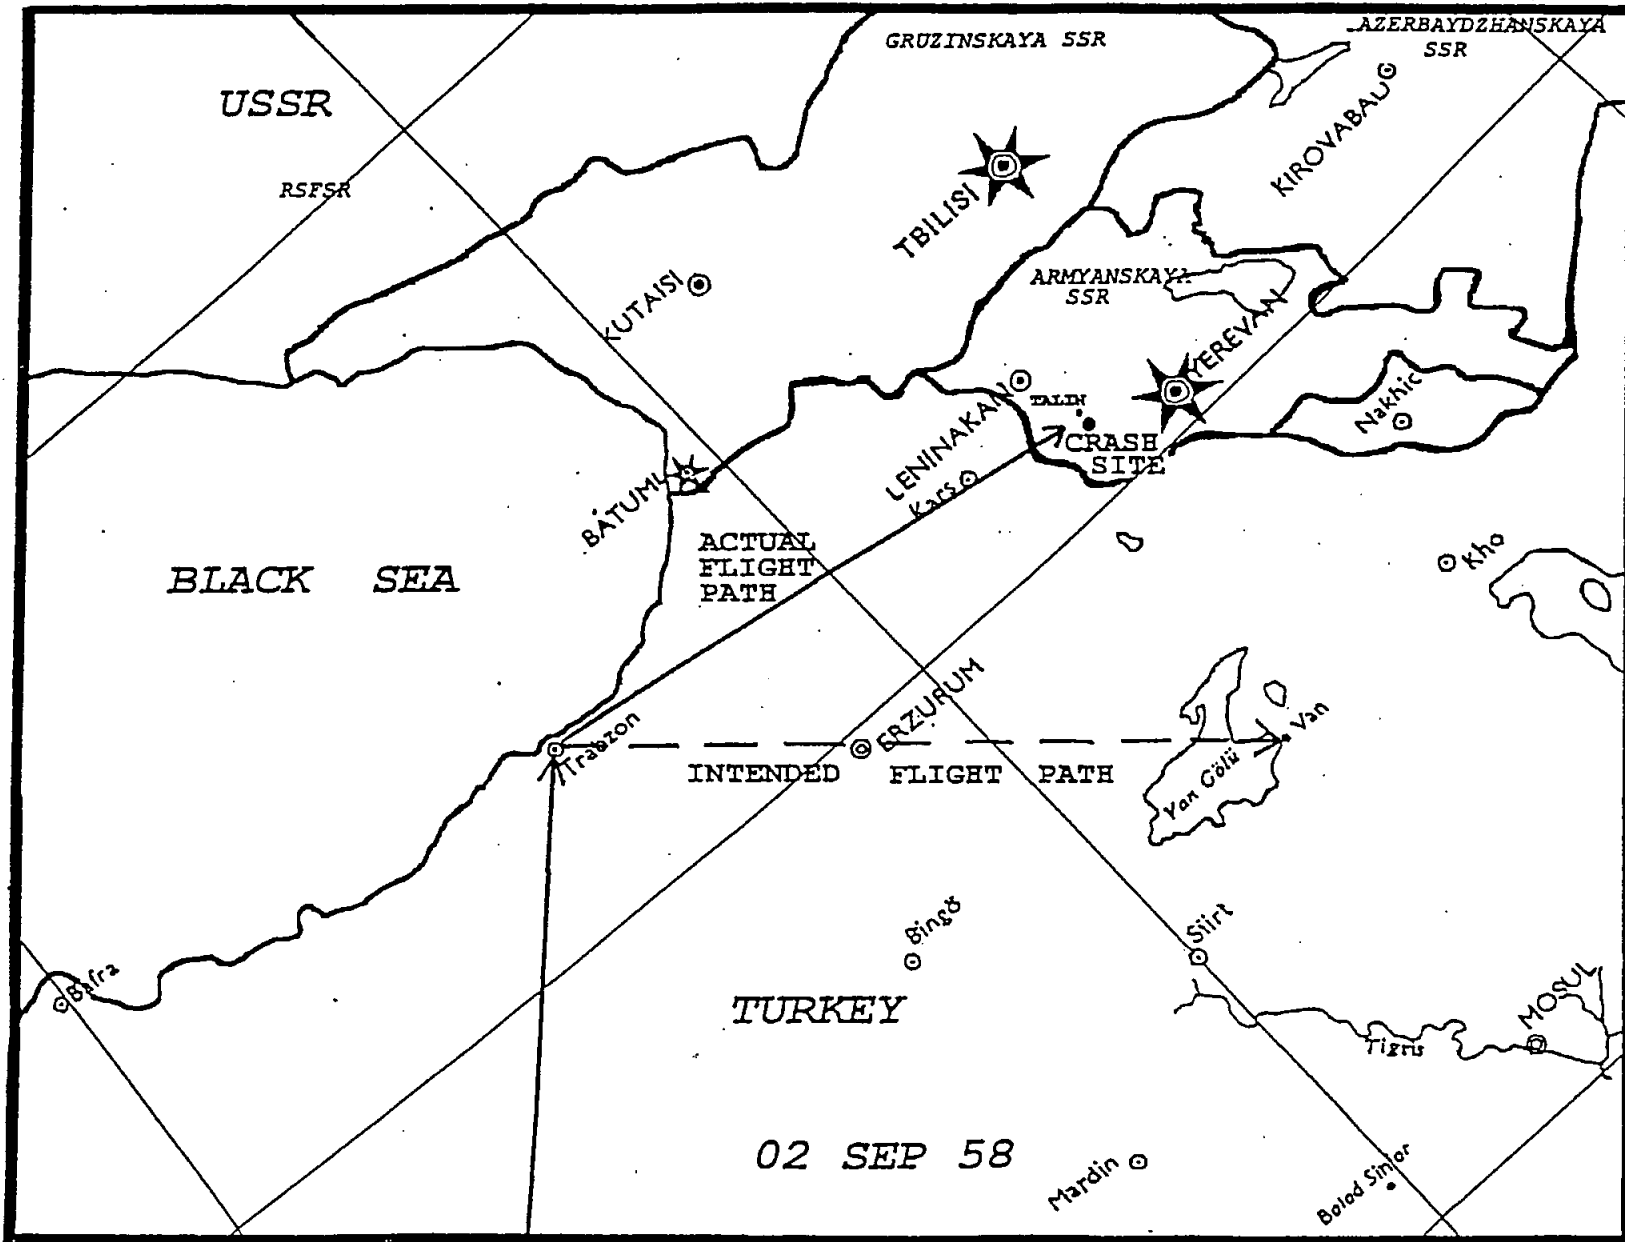 GRUZINSKAYA SSR
AZERBAYDZHANSKAYA
SSR
USSR
RSFSR
KIROVABAD
TBILISI
KUTAISI
ARMYANSKAYA
SSR
YEREVAN
LENINAKAN
TALIN
Nakhic
CRASH
SITE
Kars
BATUMI
ACTUAL
FLIGHT
PATH
BLACK SEA
Kho
Trabzon
ERZURUM
Van
INTENDED FLIGHT PATH
Van Gölü
Bafra
Bingö
Siirt
TURKEY
MOSUL
Tigris
02 SEP 58
Mardin
Balad Sinjar